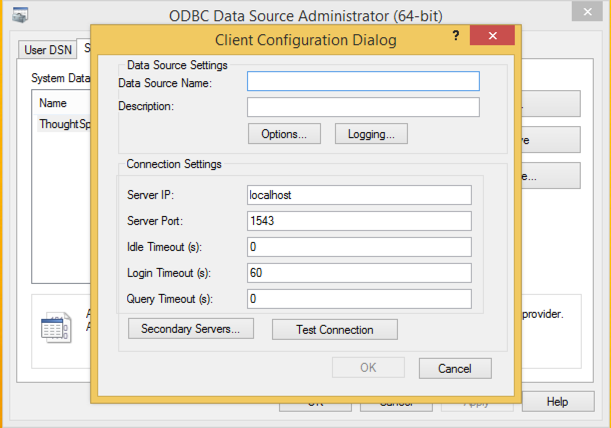 ODBC Data Source Administrator (64-bit)
Client Configuration Dialog
?
User DSN
S
System Data
Name
ThoughtSp
Data Source Settings
Data Source Name:
Description:
Options...
Logging...
Connection Settings
Server IP:
localhost
Server Port:
1543
Idle Timeout (s):
0
Login Timeout (s):
60
Query Timeout (s):
0
Secondary Servers...
Test Connection
OK
Cancel
e...
provider.
Help